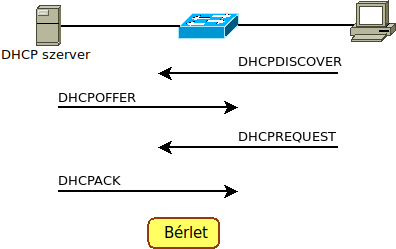 DHCP szerver
DHCPDISCOVER
DHCPOFFER
DHCPREQUEST
DHCPACK
Bérlet